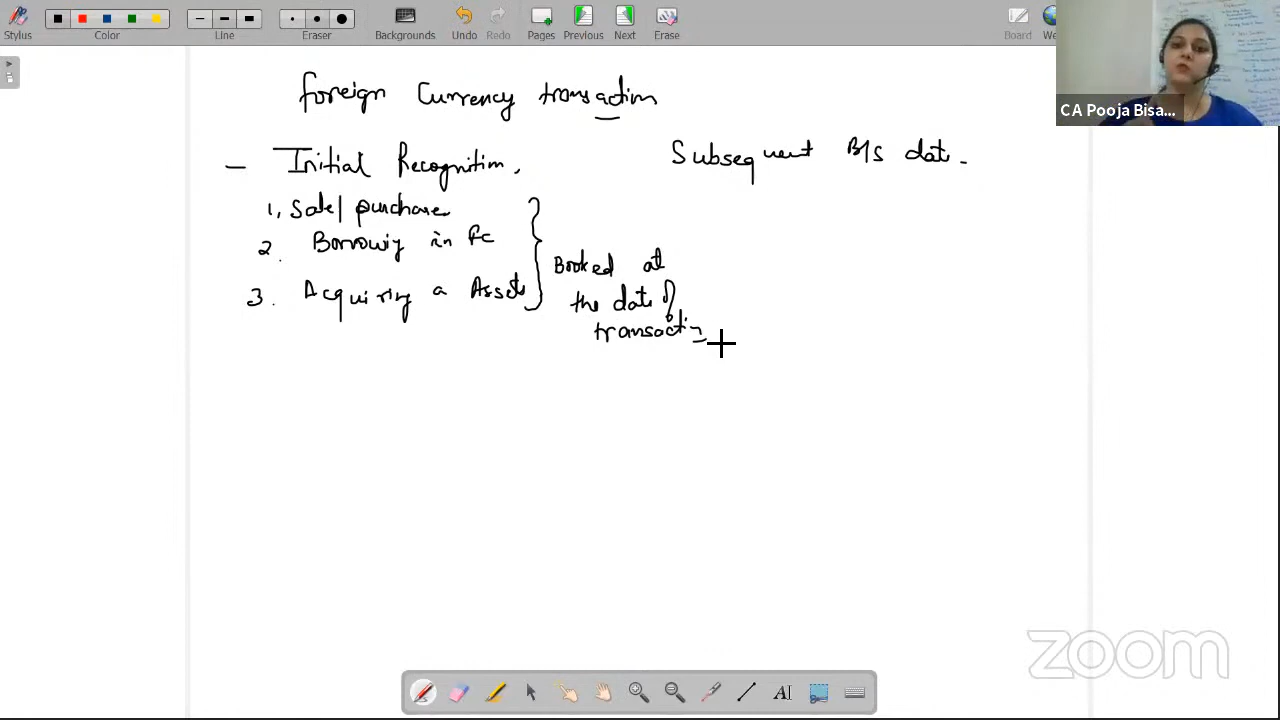 Stylus
Color
Line
Eraser
Backgrounds
Undo
Redo
Pages
Previous
Next
Erase
Board
We
CA Pooja Bisa...
Foreign Currency transaction
- Initial Recognition.
Subsequent B/S date.
1, Sale/ purchase
2. Borrowing in Fc
3. Acquiring a Assets
Booked at
the date of
transaction
zoom